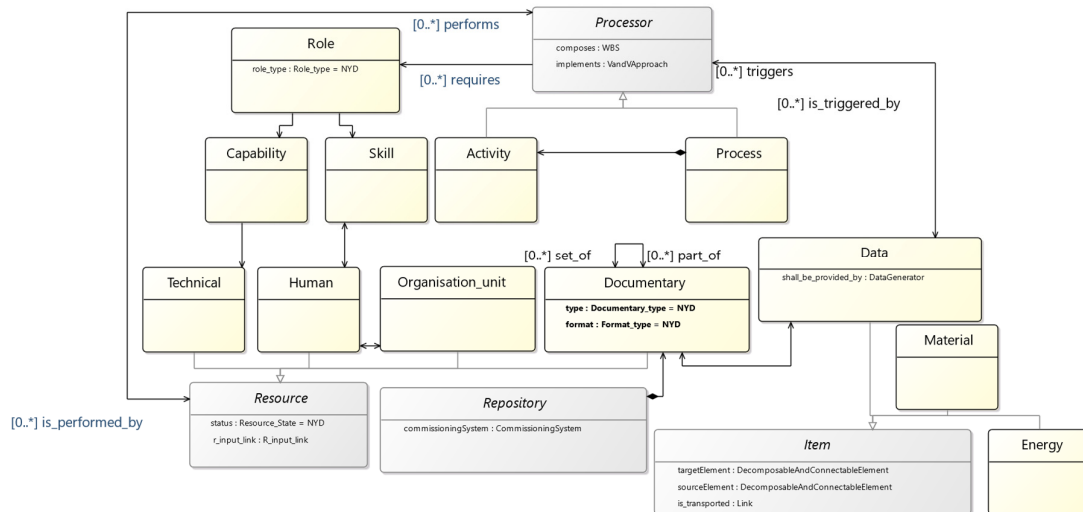 Processor
composes : WBS
implements : VandVApproach
[0..*] performs
Role
role_type : Role_type = NYD
[0..*] requires
[0..*] triggers
[0..*] is_triggered_by
Capability
Skill
Activity
Process
Data
shall_be_provided_by : DataGenerator
[0..*] set_of
[0..*] part_of
Technical
Human
Organisation_unit
Documentary
type : Documentary_type = NYD
format : Format_type = NYD
Material
Resource
status : Resource_State = NYD
r_input_link : R_input_link
[0..*] is_performed_by
Repository
commissioningSystem : CommissioningSystem
Item
targetElement : DecomposableAndConnectableElement
sourceElement : DecomposableAndConnectableElement
is_transported : Link
Energy